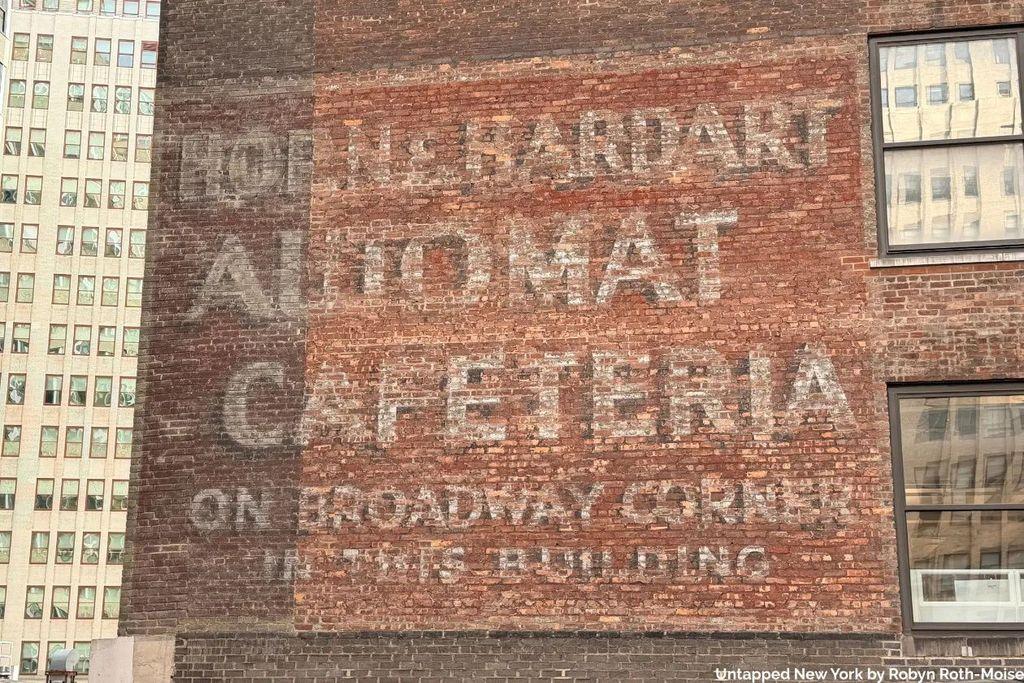 HORN & HARDART
AUTOMAT
CAFETERIA
ON BROADWAY CORNER
IN THIS BUILDING
Untapped New York by Robyn Roth-Moise